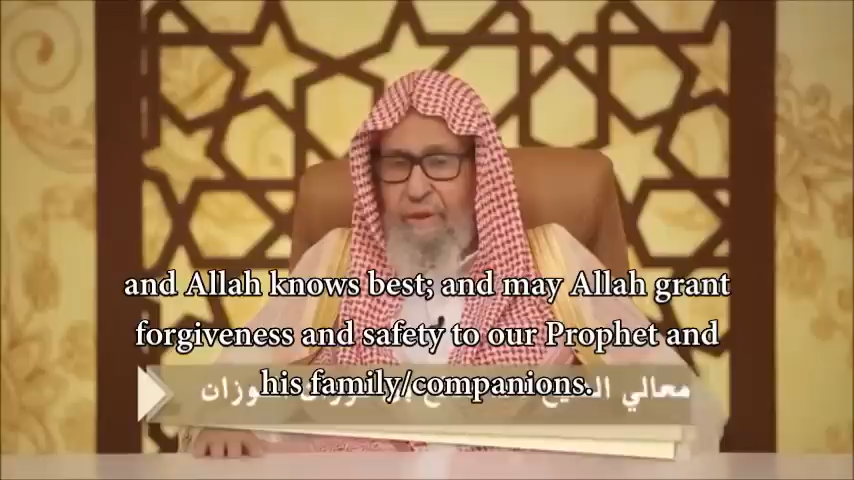 and Allah knows best; and may Allah grant
forgiveness and safety to our Prophet and
his family/companions.
معالي